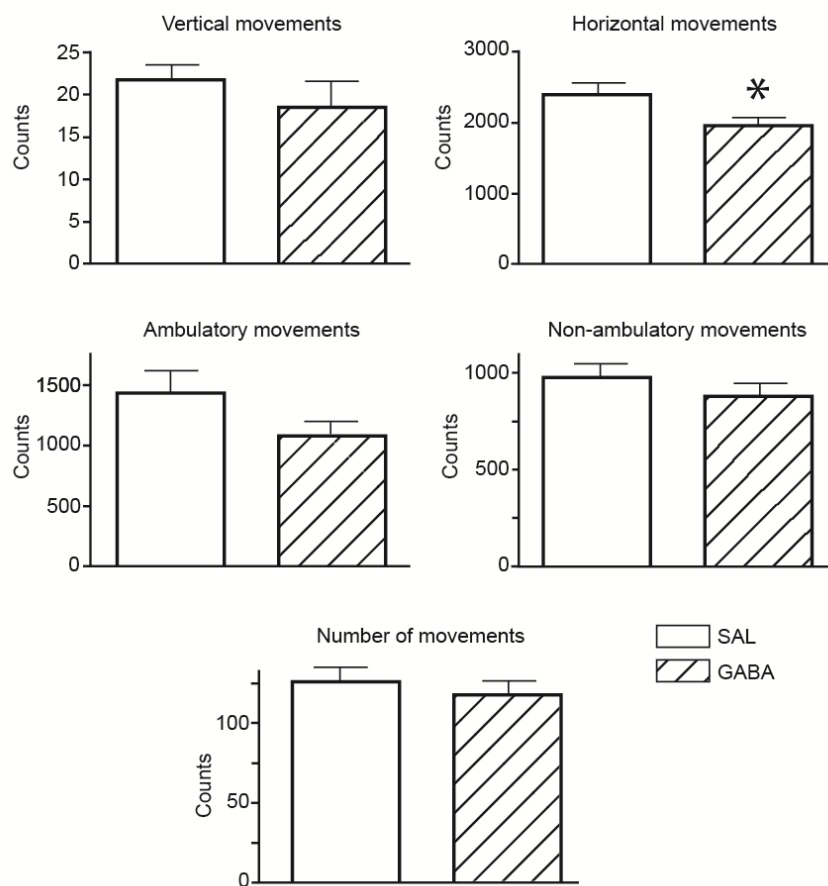 Vertical movements
25
20
15
10
5
0
Counts
Horizontal movements
3000
2000
1000
0
Counts
*
Ambulatory movements
1500
1000
500
0
Counts
Non-ambulatory movements
1000
500
0
Counts
Number of movements
100
50
0
Counts
SAL
GABA